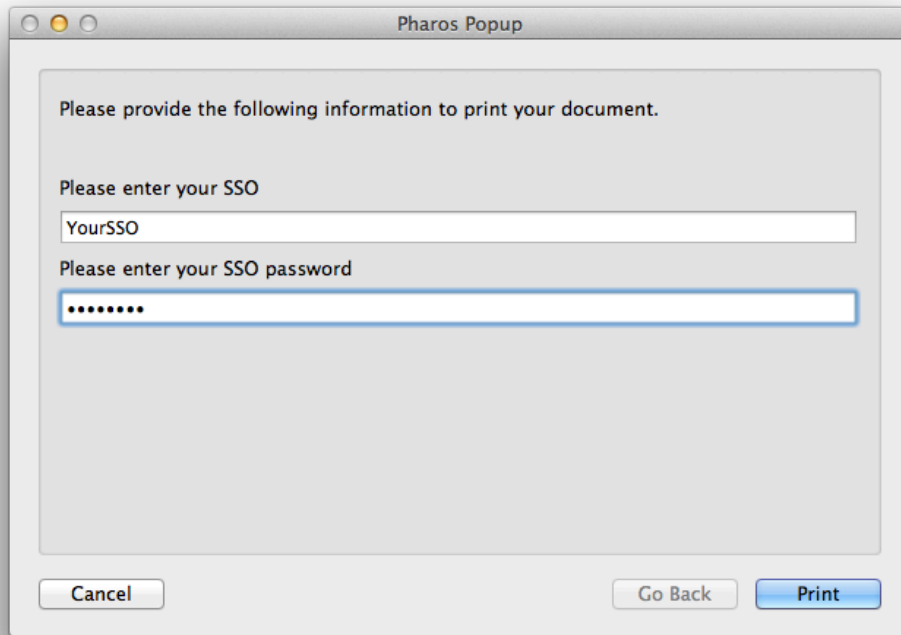 Pharos Popup
Please provide the following information to print your document.
Please enter your SSO
YourSSO
Please enter your SSO password
••••••••
Cancel
Go Back
Print